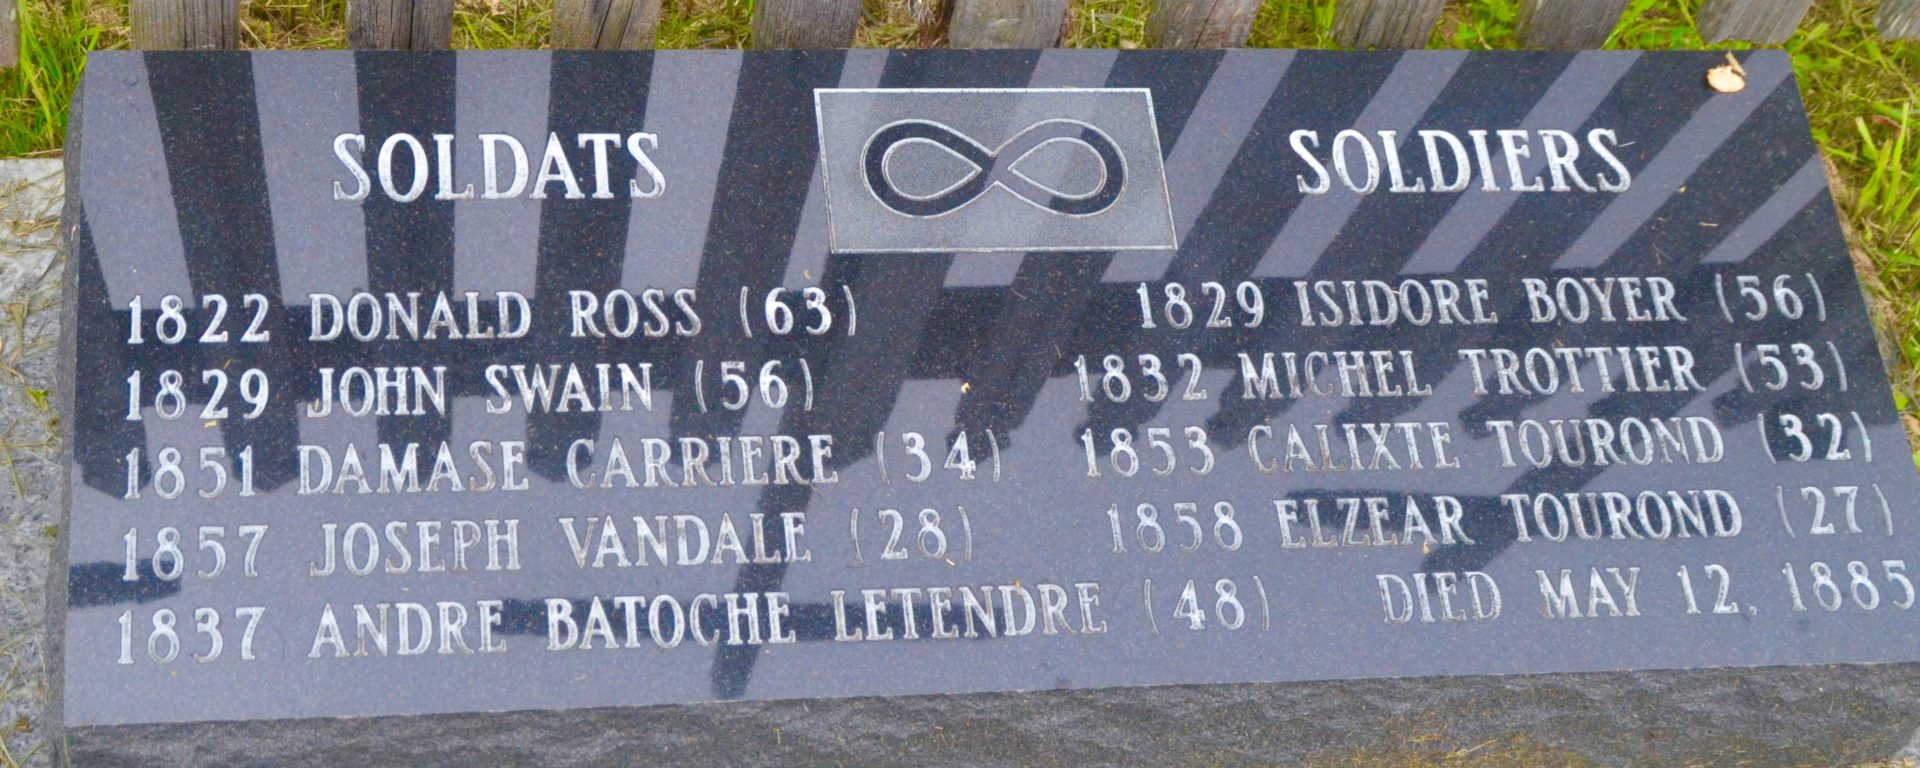 SOLDATS SOLDIERS
1822 DONALD ROSS (63) 1829 ISIDORE BOYER (56)
1829 JOHN SWAIN (56) 1832 MICHEL TROTTIER (53)
1851 DAMASE CARRIERE (34) 1853 CALIXTE TOUROND (32)
1857 JOSEPH VANDALE (28) 1858 ELZEAR TOUROND (27)
1837 ANDRE BATOCHE LETENDRE (48) DIED MAY 12, 1885